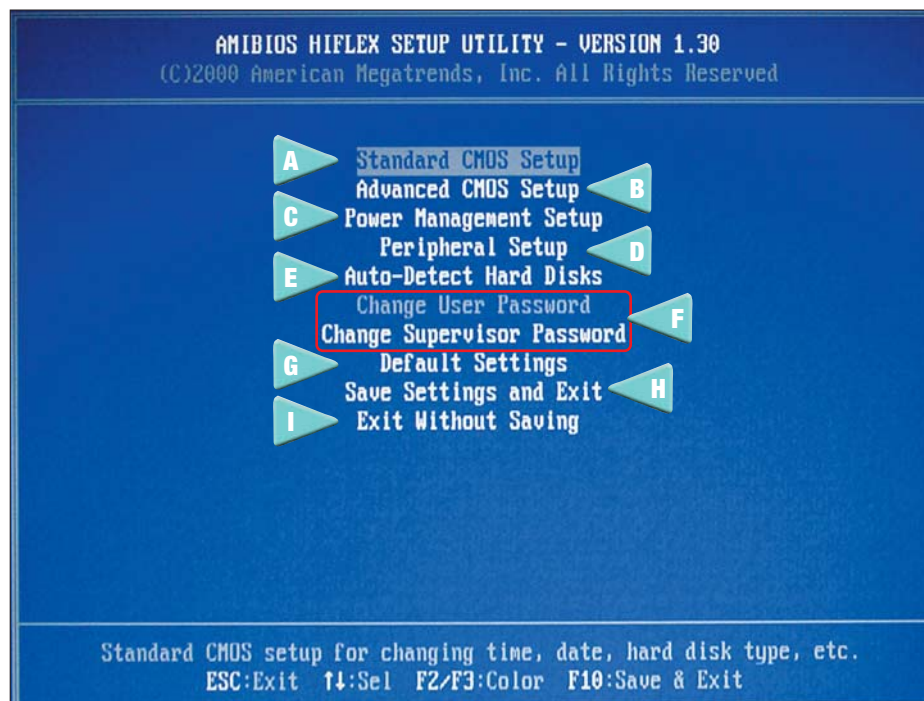 AMIBIOS HIFLEX SETUP UTILITY - VERSION 1.30
(C)2000 American Megatrends, Inc. All Rights Reserved
A Standard CMOS Setup
Advanced CMOS Setup B
C Power Management Setup
Peripheral Setup D
E Auto-Detect Hard Disks
Change User Password
Change Supervisor Password F
G Default Settings
Save Settings and Exit H
I Exit Without Saving
Standard CMOS setup for changing time, date, hard disk type, etc.
ESC:Exit ↑↓:Sel F2/F3:Color F10:Save & Exit